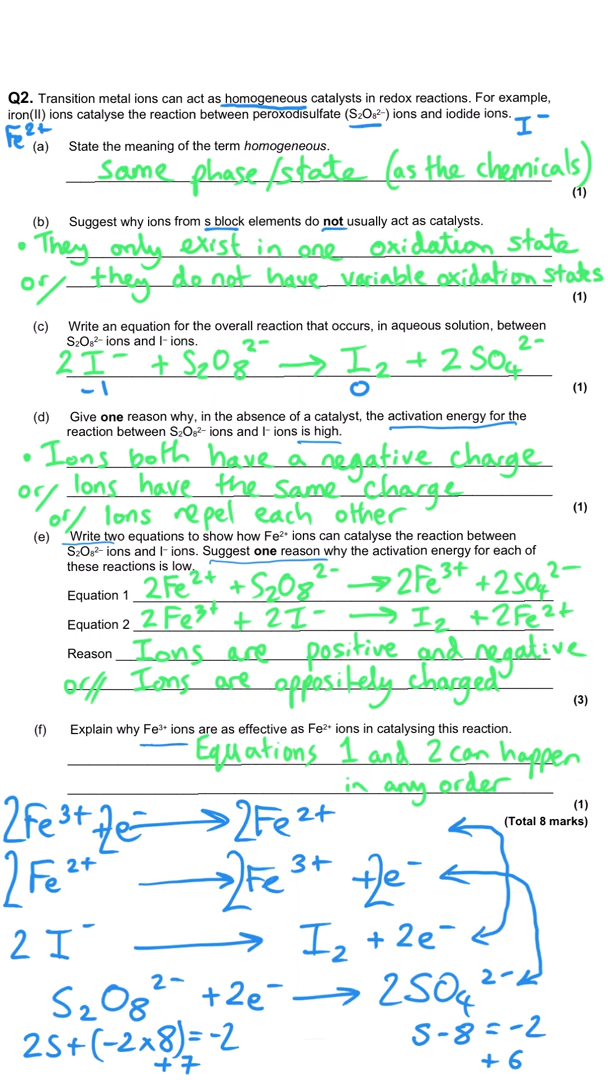 Q2. Transition metal ions can act as homogeneous catalysts in redox reactions. For example,
iron(II) ions catalyse the reaction between peroxodisulfate (S₂O₈²⁻) ions and iodide ions.
Fe²⁺ I⁻
(a) State the meaning of the term homogeneous.
same phase/state (as the chemicals)
(1)
(b) Suggest why ions from s block elements do not usually act as catalysts.
• They only exist in one oxidation state
or/ they do not have variable oxidation states
(1)
(c) Write an equation for the overall reaction that occurs, in aqueous solution, between
S₂O₈²⁻ ions and I⁻ ions.
2I⁻ + S₂O₈²⁻ → I₂ + 2SO₄²⁻
-1 0
(1)
(d) Give one reason why, in the absence of a catalyst, the activation energy for the
reaction between S₂O₈²⁻ ions and I⁻ ions is high.
• Ions both have a negative charge
or/ Ions have the same charge
or/ Ions repel each other
(1)
(e) Write two equations to show how Fe²⁺ ions can catalyse the reaction between
S₂O₈²⁻ ions and I⁻ ions. Suggest one reason why the activation energy for each of
these reactions is low.
Equation 1 2Fe²⁺ + S₂O₈²⁻ → 2Fe³⁺ + 2SO₄²⁻
Equation 2 2Fe³⁺ + 2I⁻ → I₂ + 2Fe²⁺
Reason Ions are positive and negative
or// Ions are oppositely charged
(3)
(f) Explain why Fe³⁺ ions are as effective as Fe²⁺ ions in catalysing this reaction.
Equations 1 and 2 can happen
in any order
(1)
(Total 8 marks)
2Fe³⁺ + 2e⁻ → 2Fe²⁺
2Fe²⁺ → 2Fe³⁺ + 2e⁻
2I⁻ → I₂ + 2e⁻
S₂O₈²⁻ + 2e⁻ → 2SO₄²⁻
2S+(-2×8)=-2 S-8=-2
+7 +6